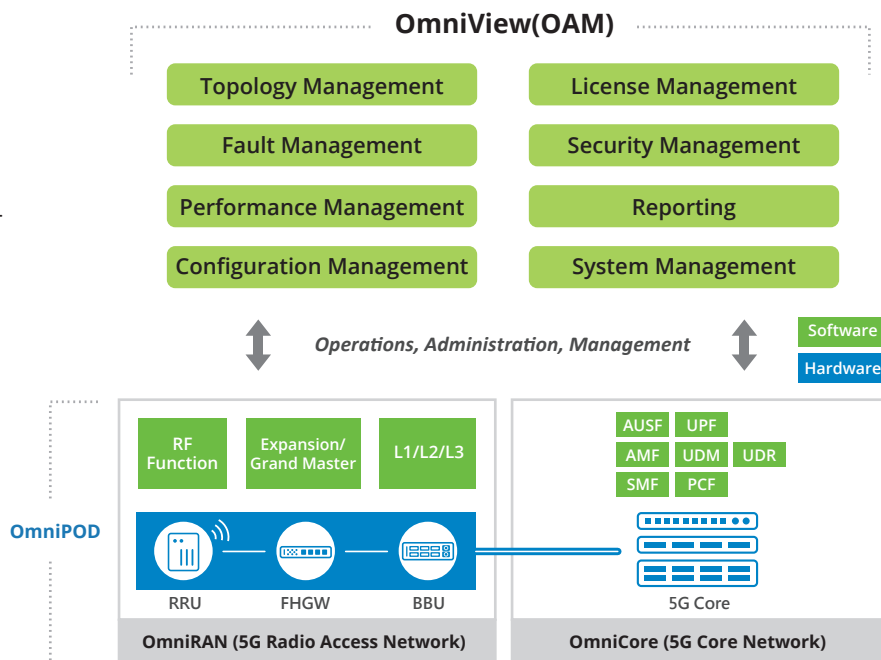 OmniView(OAM)
Topology Management
License Management
Fault Management
Security Management
Performance Management
Reporting
Configuration Management
System Management
Operations, Administration, Management
Software
Hardware
RF
Function
Expansion/
Grand Master
L1/L2/L3
AUSF UPF
AMF UDM UDR
SMF PCF
OmniPOD
RRU
FHGW
BBU
5G Core
OmniRAN (5G Radio Access Network)
OmniCore (5G Core Network)